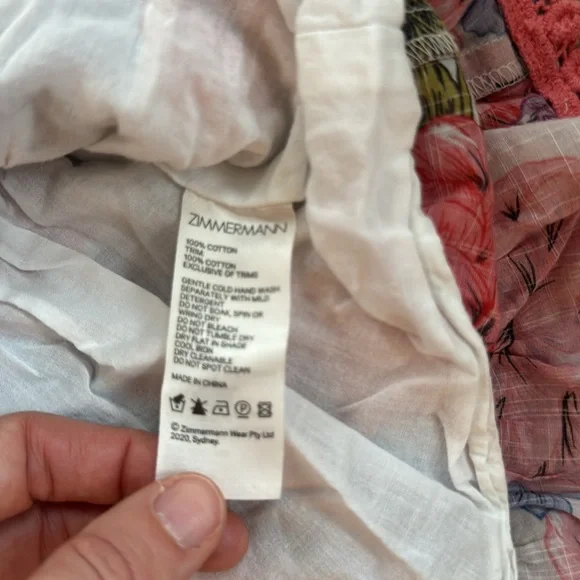 ZIMMERMANN
100% COTTON
TRIM:
100% COTTON
EXCLUSIVE OF TRIMS
GENTLE COLD HAND WASH
SEPARATELY WITH MILD
DETERGENT
DO NOT SOAK, SPIN OR
WRING DRY
DO NOT BLEACH
DO NOT TUMBLE DRY
DRY FLAT IN SHADE
COOL IRON
DRY CLEANABLE
DO NOT SPOT CLEAN
MADE IN CHINA
P
© Zimmermann Wear Pty Ltd
2020, Sydney.